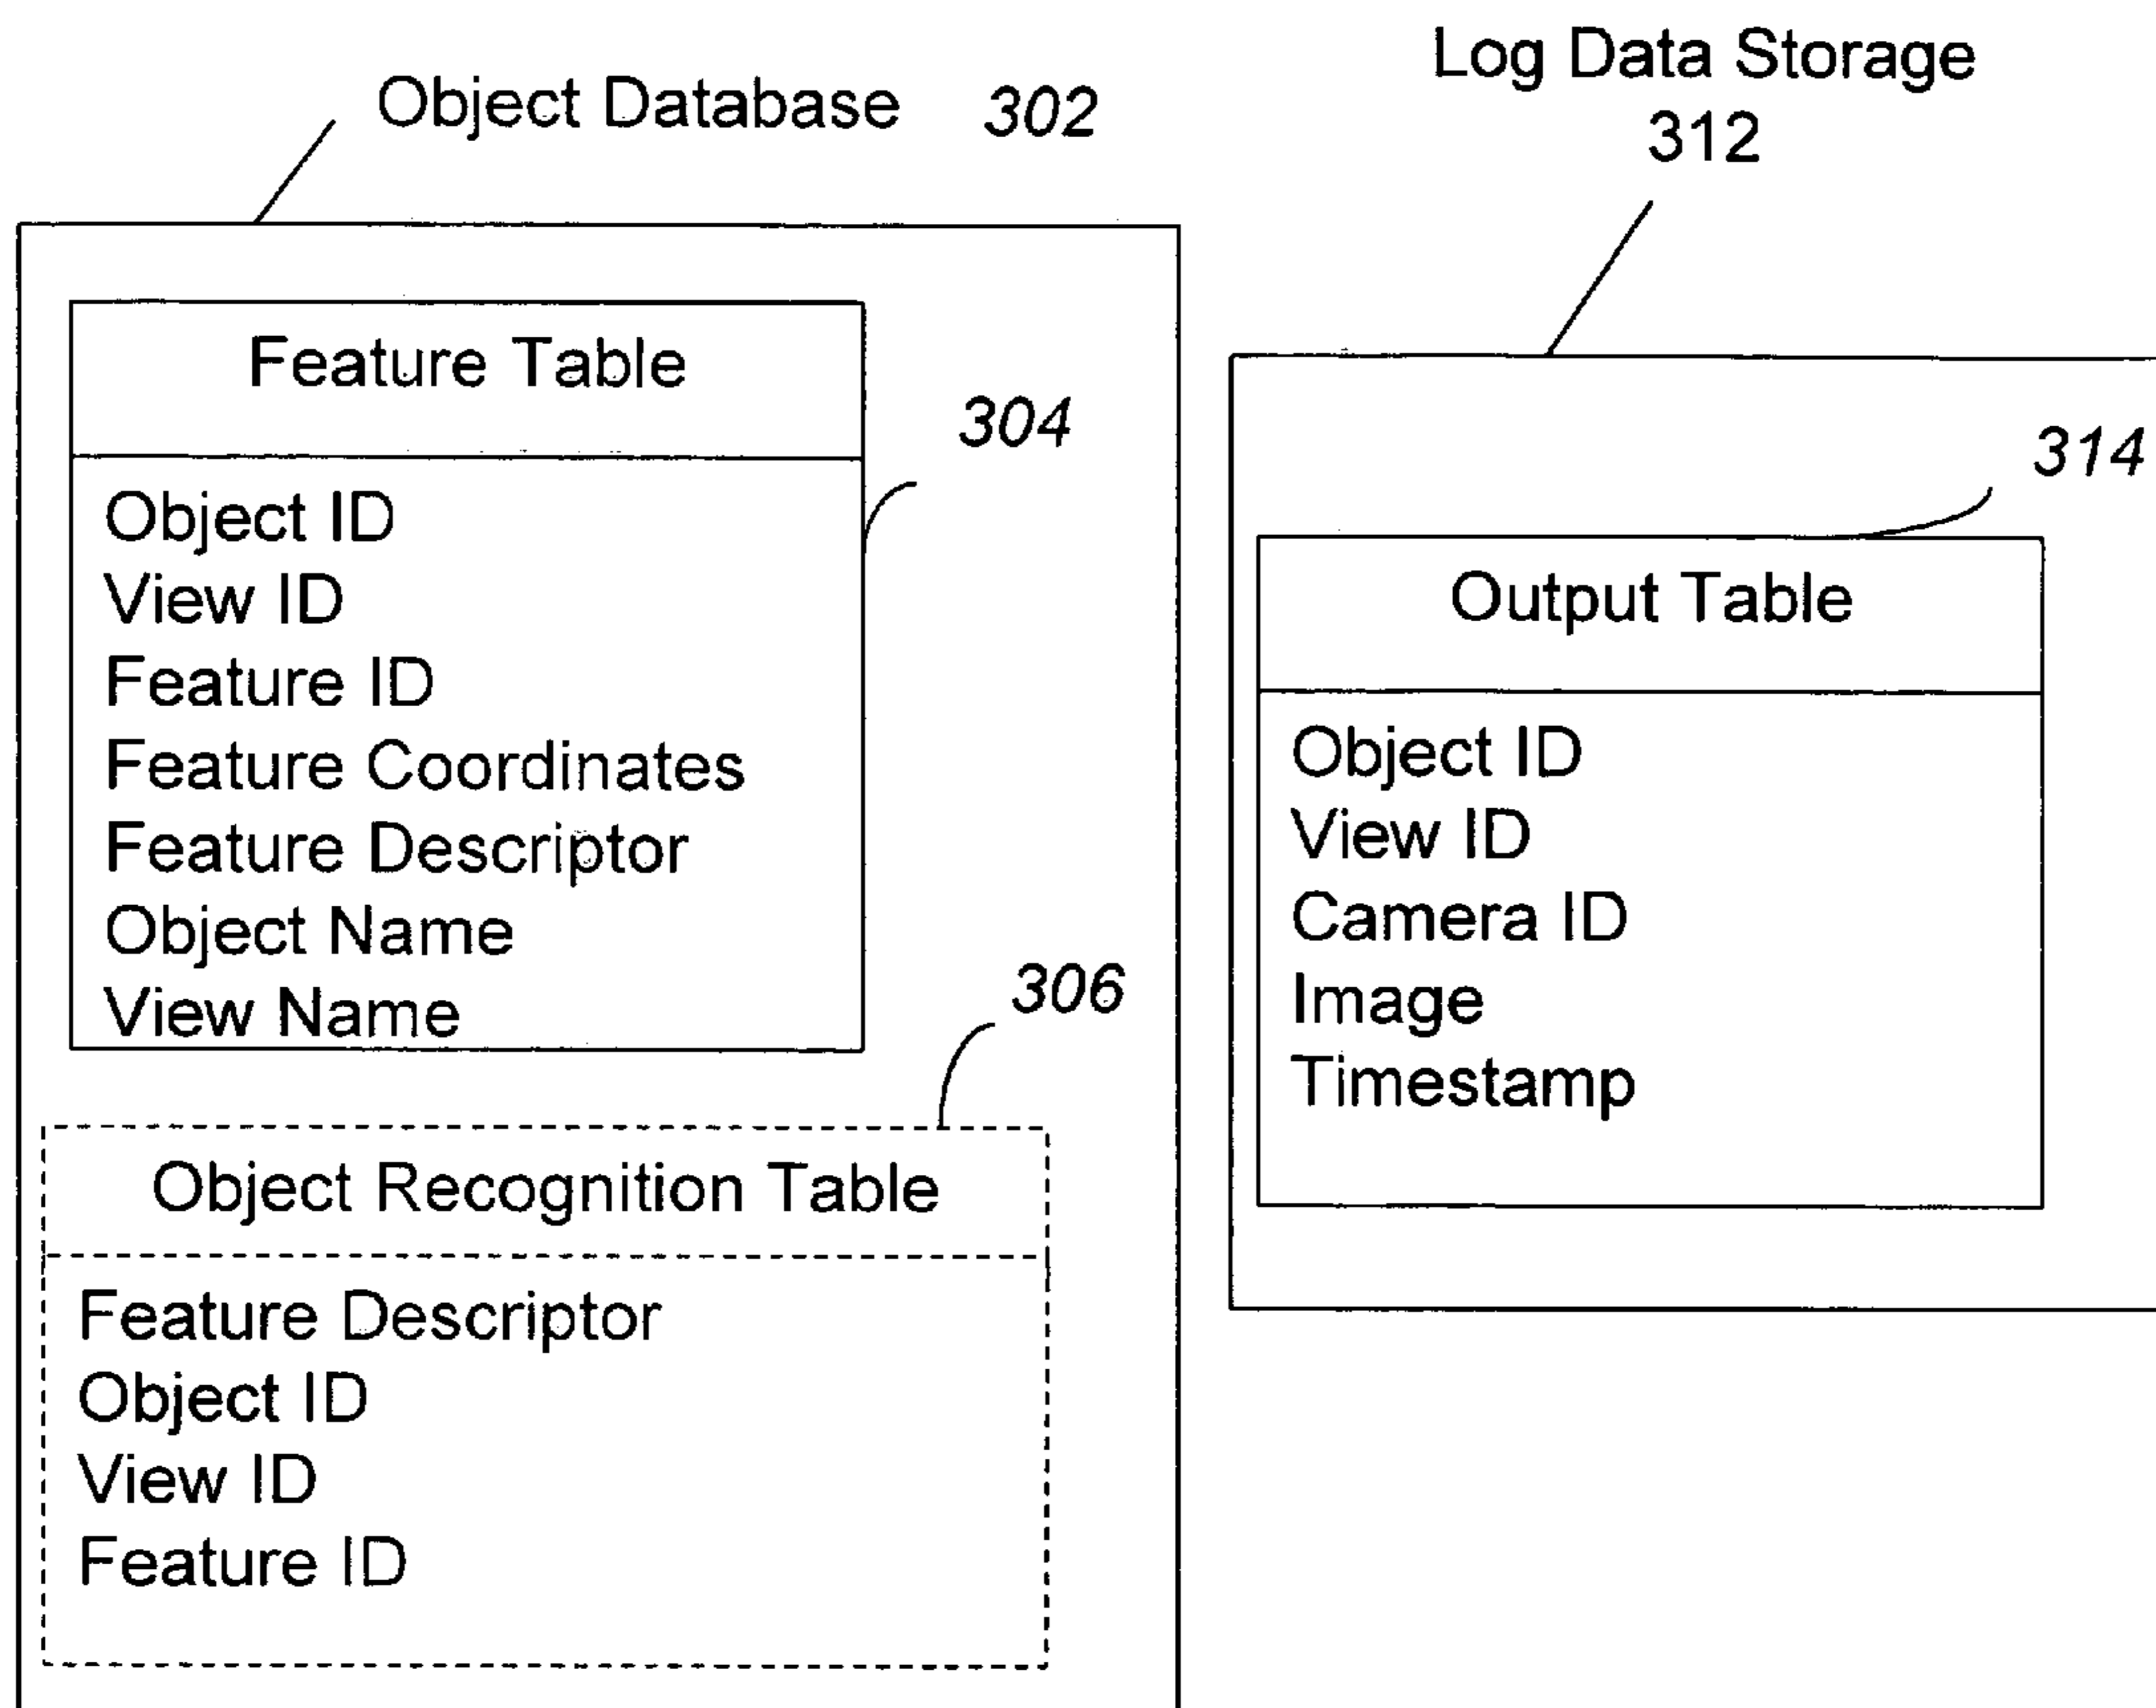 Object Database 302
Feature Table
304
Object ID
View ID
Feature ID
Feature Coordinates
Feature Descriptor
Object Name
View Name
306
Object Recognition Table
Feature Descriptor
Object ID
View ID
Feature ID
Log Data Storage
312
314
Output Table
Object ID
View ID
Camera ID
Image
Timestamp